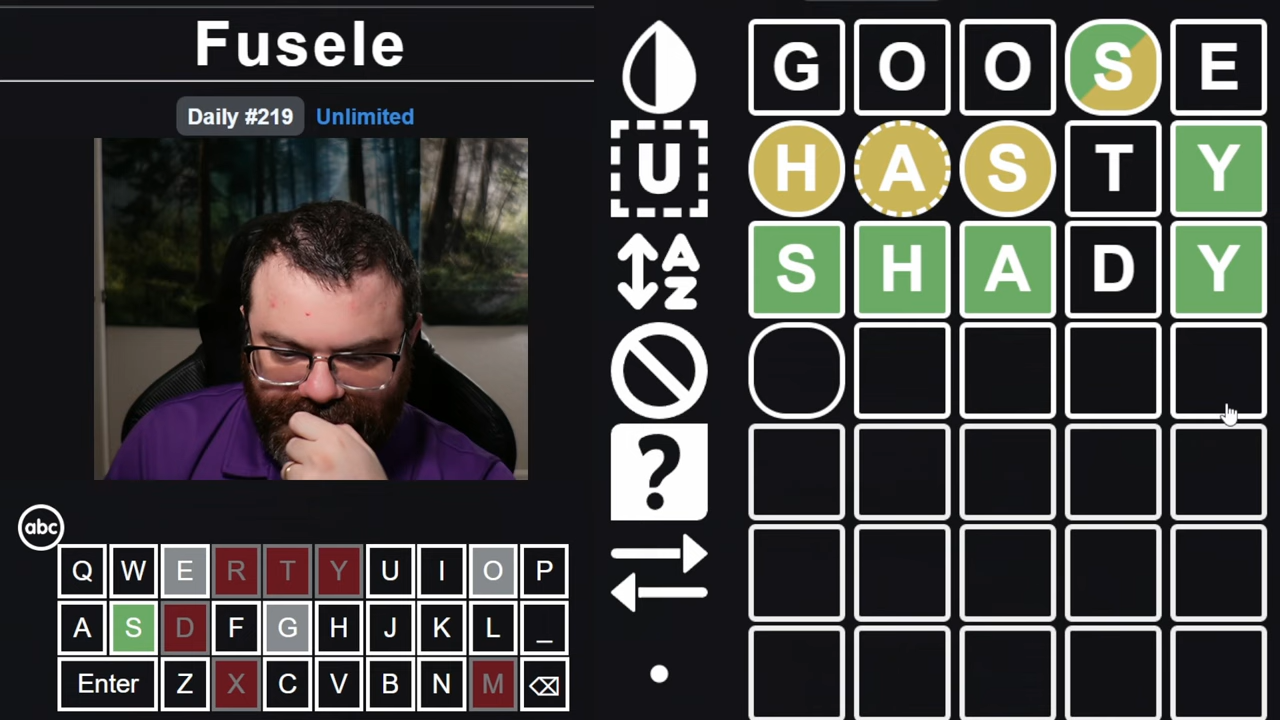 Fusele
Daily #219 Unlimited
G O O S E
U
H A S T Y
A
Z
S H A D Y
?
abc
Q W E R T Y U I O P
A S D F G H J K L _
Enter Z X C V B N M